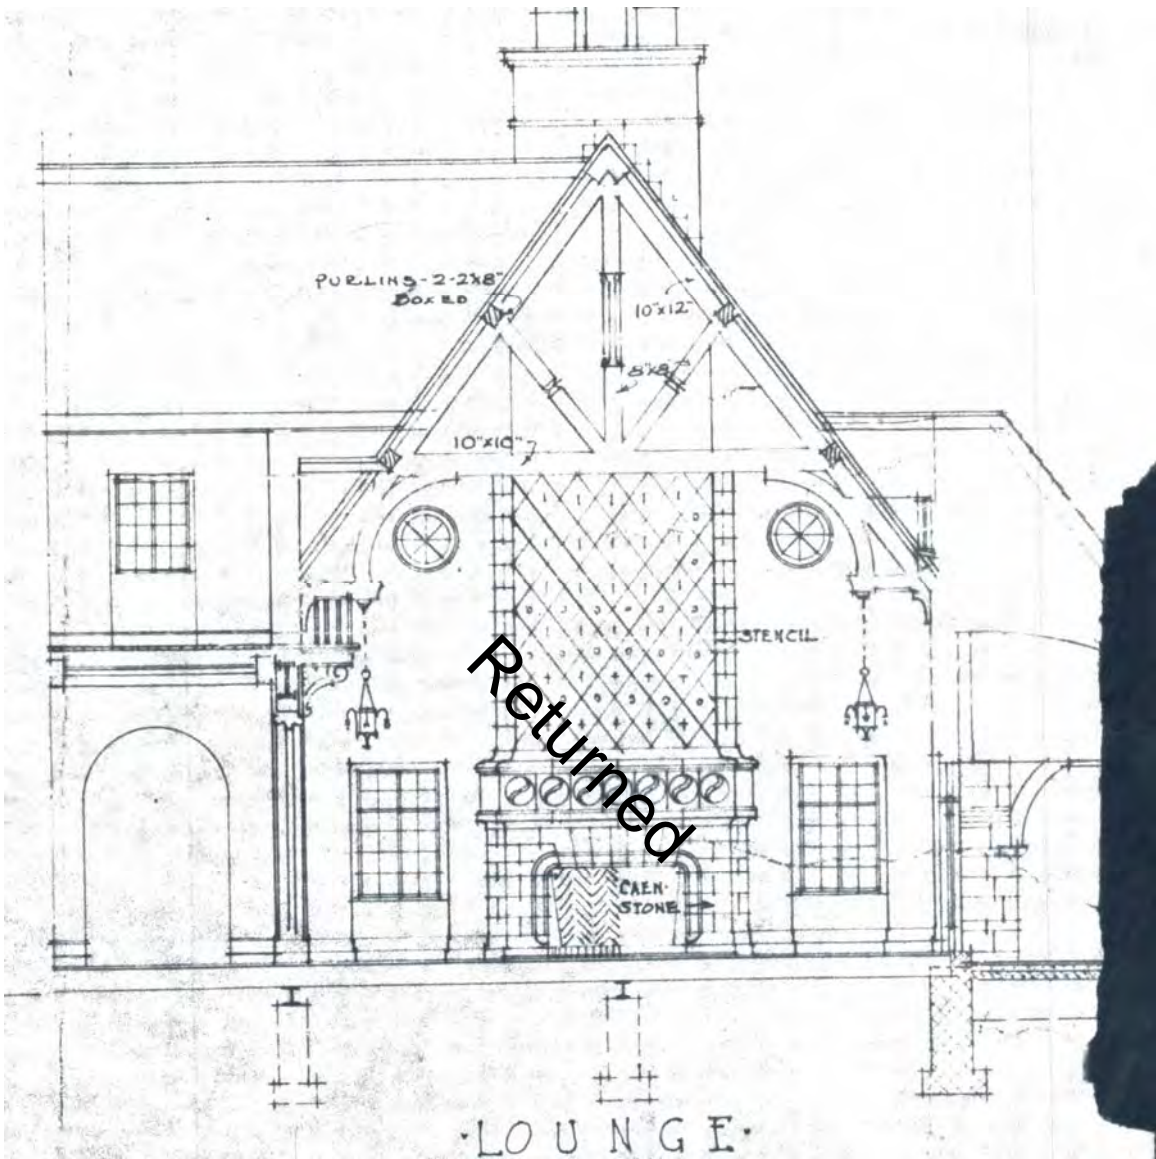 PURLINS-2-2"x8"
BOXED
10"x12"
8"x8"
10"x10"
STENCIL
Returned
CAEN-
STONE
·LOUNGE·